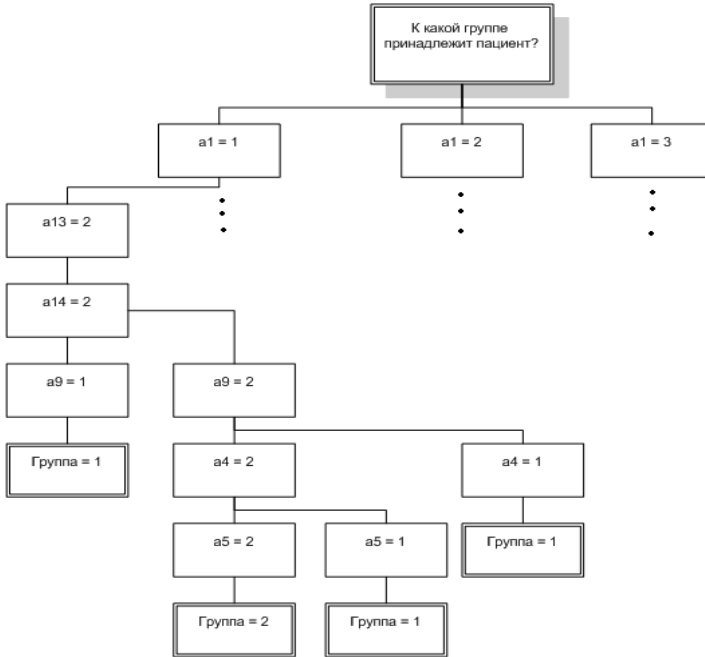 К какой группе
принадлежит пациент?
a1 = 1
a1 = 2
a1 = 3
a13 = 2
a14 = 2
a9 = 1
a9 = 2
Группа = 1
a4 = 2
a4 = 1
a5 = 2
a5 = 1
Группа = 1
Группа = 2
Группа = 1